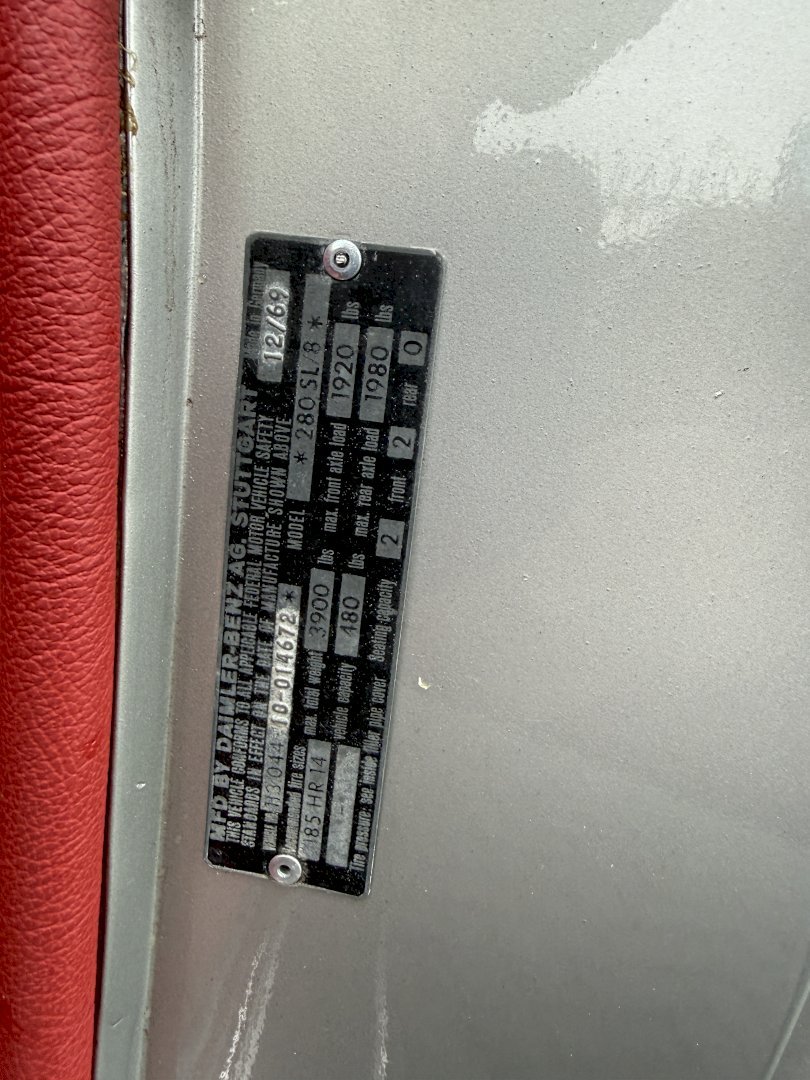 MFD BY DAIMLER-BENZ AG. STUTTGART Made in Germany
THIS VEHICLE CONFORMS TO ALL APPLICABLE FEDERAL MOTOR VEHICLE SAFETY 12/69
STANDARDS IN EFFECT ON THE DATE OF MANUFACTURE SHOWN ABOVE
113044-10-014672* MODEL * 280 SL/8 *
tire sizes max. total weight 3900 lbs max. front axle load 1920 lbs
185 HR 14 vehicle capacity 480 lbs max. rear axle load 1980 lbs
Tire pressure: see inside filler pipe cover seating capacity 2 front 2 rear 0